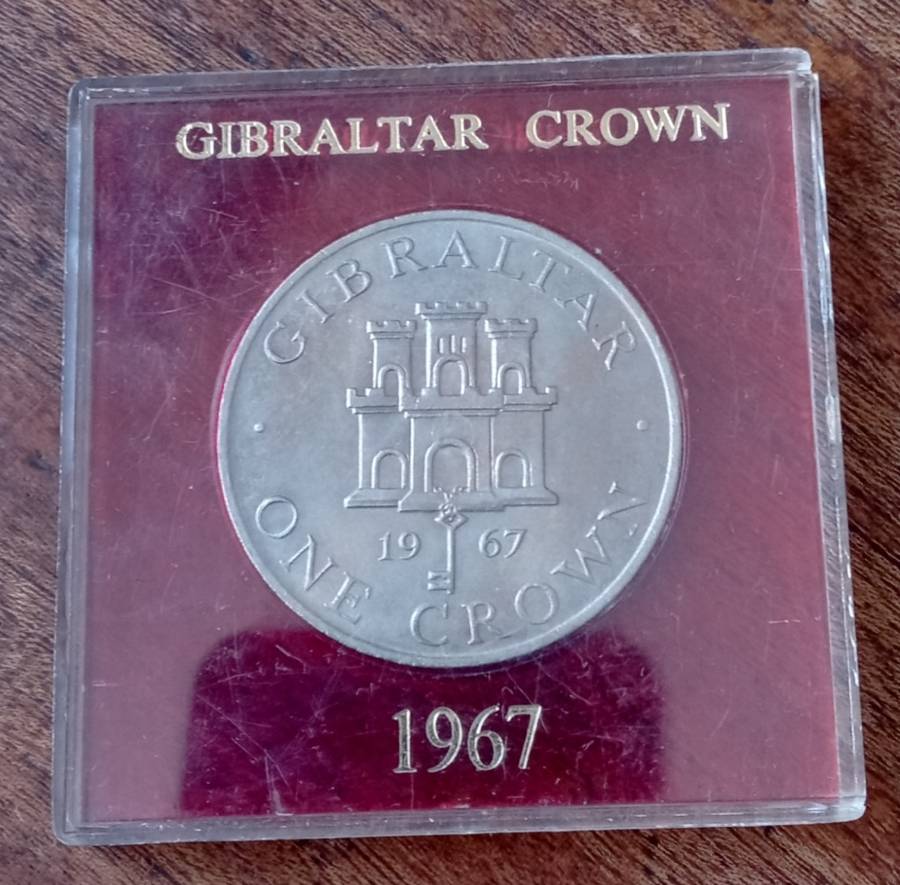 GIBRALTAR CROWN
GIBRALTAR
19 67
ONE CROWN
1967